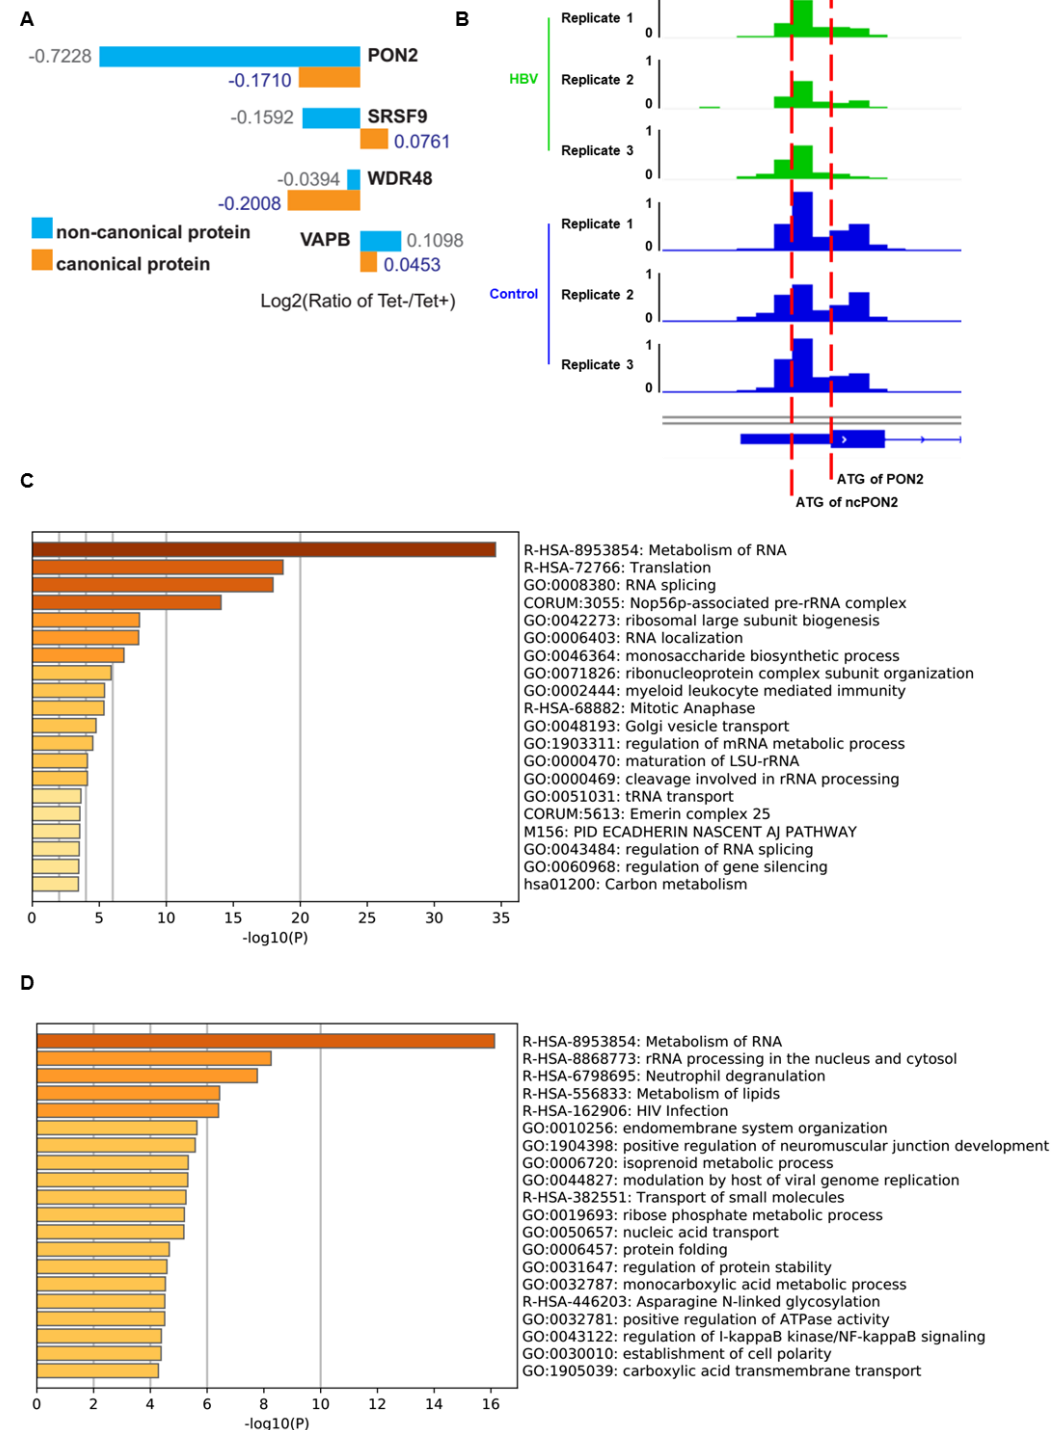 A
-0.7228
PON2
-0.1710
-0.1592
SRSF9
0.0761
-0.0394
WDR48
-0.2008
non-canonical protein
VAPB
0.1098
canonical protein
0.0453
Log2(Ratio of Tet-/Tet+)
B
Replicate 1
0
HBV
Replicate 2
1
0
Replicate 3
1
0
Replicate 1
1
0
Control
Replicate 2
1
0
Replicate 3
1
0
ATG of PON2
ATG of ncPON2
C
R-HSA-8953854: Metabolism of RNA
R-HSA-72766: Translation
GO:0008380: RNA splicing
CORUM:3055: Nop56p-associated pre-rRNA complex
GO:0042273: ribosomal large subunit biogenesis
GO:0006403: RNA localization
GO:0046364: monosaccharide biosynthetic process
GO:0071826: ribonucleoprotein complex subunit organization
GO:0002444: myeloid leukocyte mediated immunity
R-HSA-68882: Mitotic Anaphase
GO:0048193: Golgi vesicle transport
GO:1903311: regulation of mRNA metabolic process
GO:0000470: maturation of LSU-rRNA
GO:0000469: cleavage involved in rRNA processing
GO:0051031: tRNA transport
CORUM:5613: Emerin complex 25
M156: PID ECADHERIN NASCENT AJ PATHWAY
GO:0043484: regulation of RNA splicing
GO:0060968: regulation of gene silencing
hsa01200: Carbon metabolism
0 5 10 15 20 25 30 35
-log10(P)
D
R-HSA-8953854: Metabolism of RNA
R-HSA-8868773: rRNA processing in the nucleus and cytosol
R-HSA-6798695: Neutrophil degranulation
R-HSA-556833: Metabolism of lipids
R-HSA-162906: HIV Infection
GO:0010256: endomembrane system organization
GO:1904398: positive regulation of neuromuscular junction development
GO:0006720: isoprenoid metabolic process
GO:0044827: modulation by host of viral genome replication
R-HSA-382551: Transport of small molecules
GO:0019693: ribose phosphate metabolic process
GO:0050657: nucleic acid transport
GO:0006457: protein folding
GO:0031647: regulation of protein stability
GO:0032787: monocarboxylic acid metabolic process
R-HSA-446203: Asparagine N-linked glycosylation
GO:0032781: positive regulation of ATPase activity
GO:0043122: regulation of I-kappaB kinase/NF-kappaB signaling
GO:0030010: establishment of cell polarity
GO:1905039: carboxylic acid transmembrane transport
0 2 4 6 8 10 12 14 16
-log10(P)